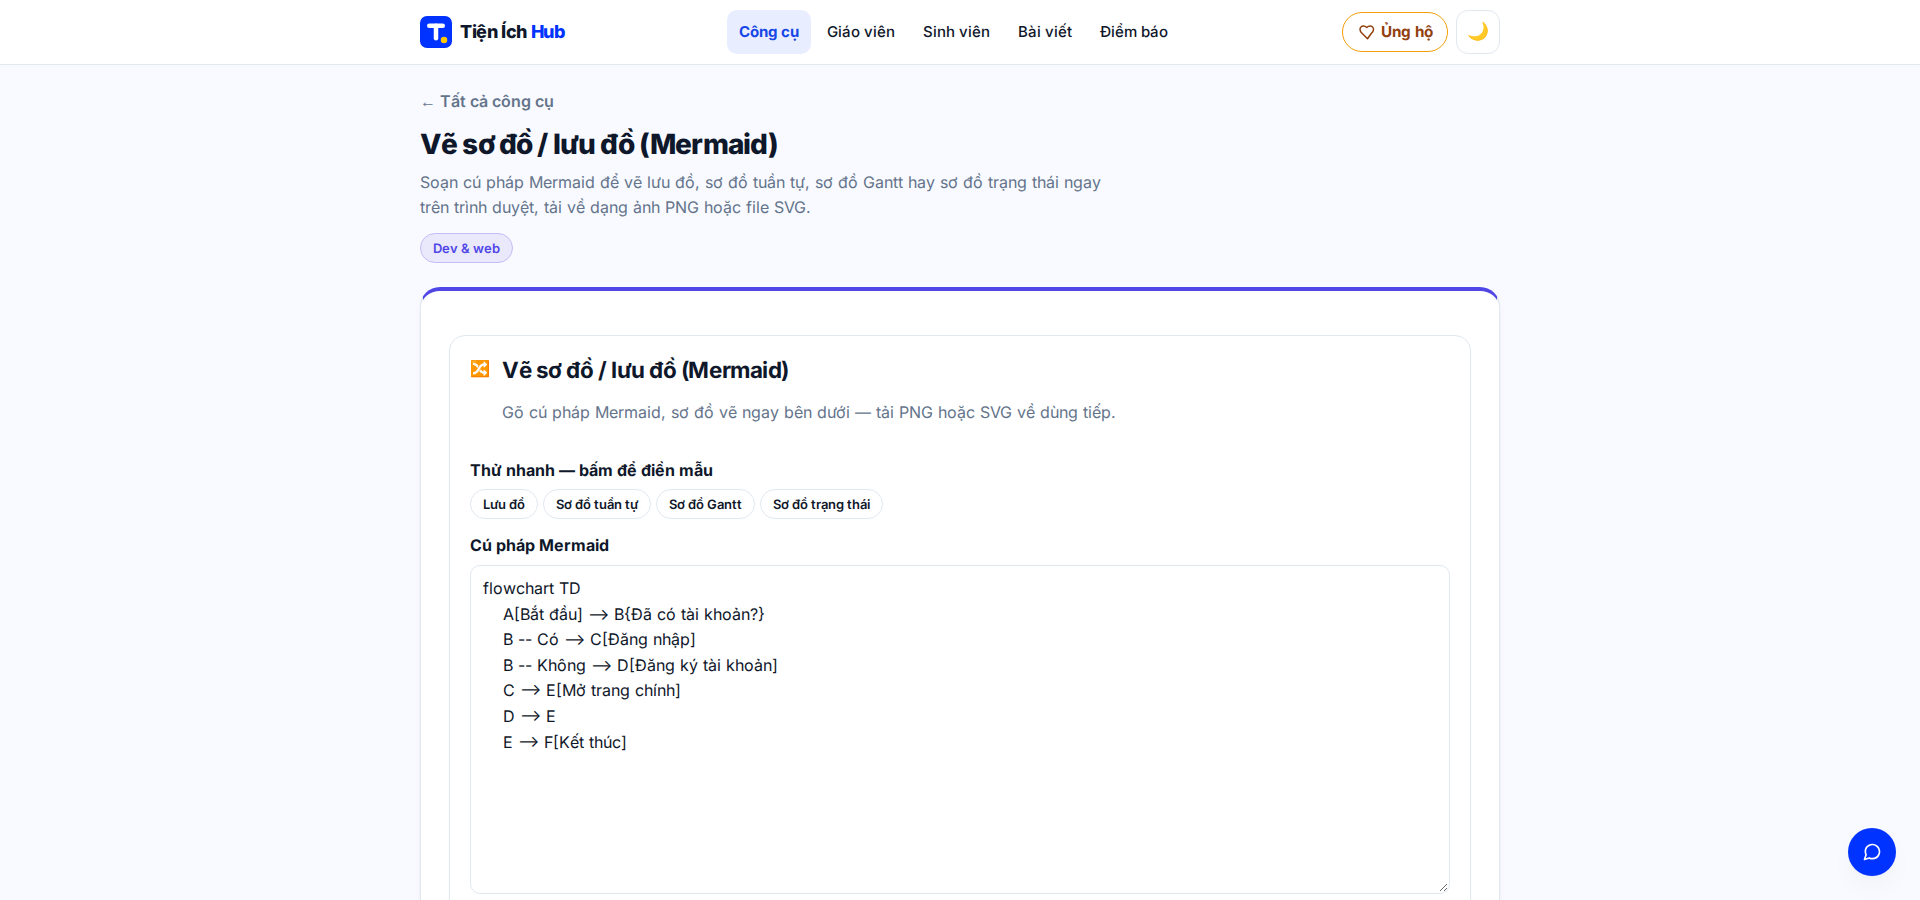 Tiện Ích Hub
Công cụ
Giáo viên
Sinh viên
Bài viết
Điểm báo
Ủng hộ
← Tất cả công cụ
Vẽ sơ đồ / lưu đồ (Mermaid)
Soạn cú pháp Mermaid để vẽ lưu đồ, sơ đồ tuần tự, sơ đồ Gantt hay sơ đồ trạng thái ngay
trên trình duyệt, tải về dạng ảnh PNG hoặc file SVG.
Dev & web
Vẽ sơ đồ / lưu đồ (Mermaid)
Gõ cú pháp Mermaid, sơ đồ vẽ ngay bên dưới — tải PNG hoặc SVG về dùng tiếp.
Thử nhanh — bấm để điền mẫu
Lưu đồ
Sơ đồ tuần tự
Sơ đồ Gantt
Sơ đồ trạng thái
Cú pháp Mermaid
flowchart TD
A[Bắt đầu] --> B{Đã có tài khoản?}
B -- Có --> C[Đăng nhập]
B -- Không --> D[Đăng ký tài khoản]
C --> E[Mở trang chính]
D --> E
E --> F[Kết thúc]